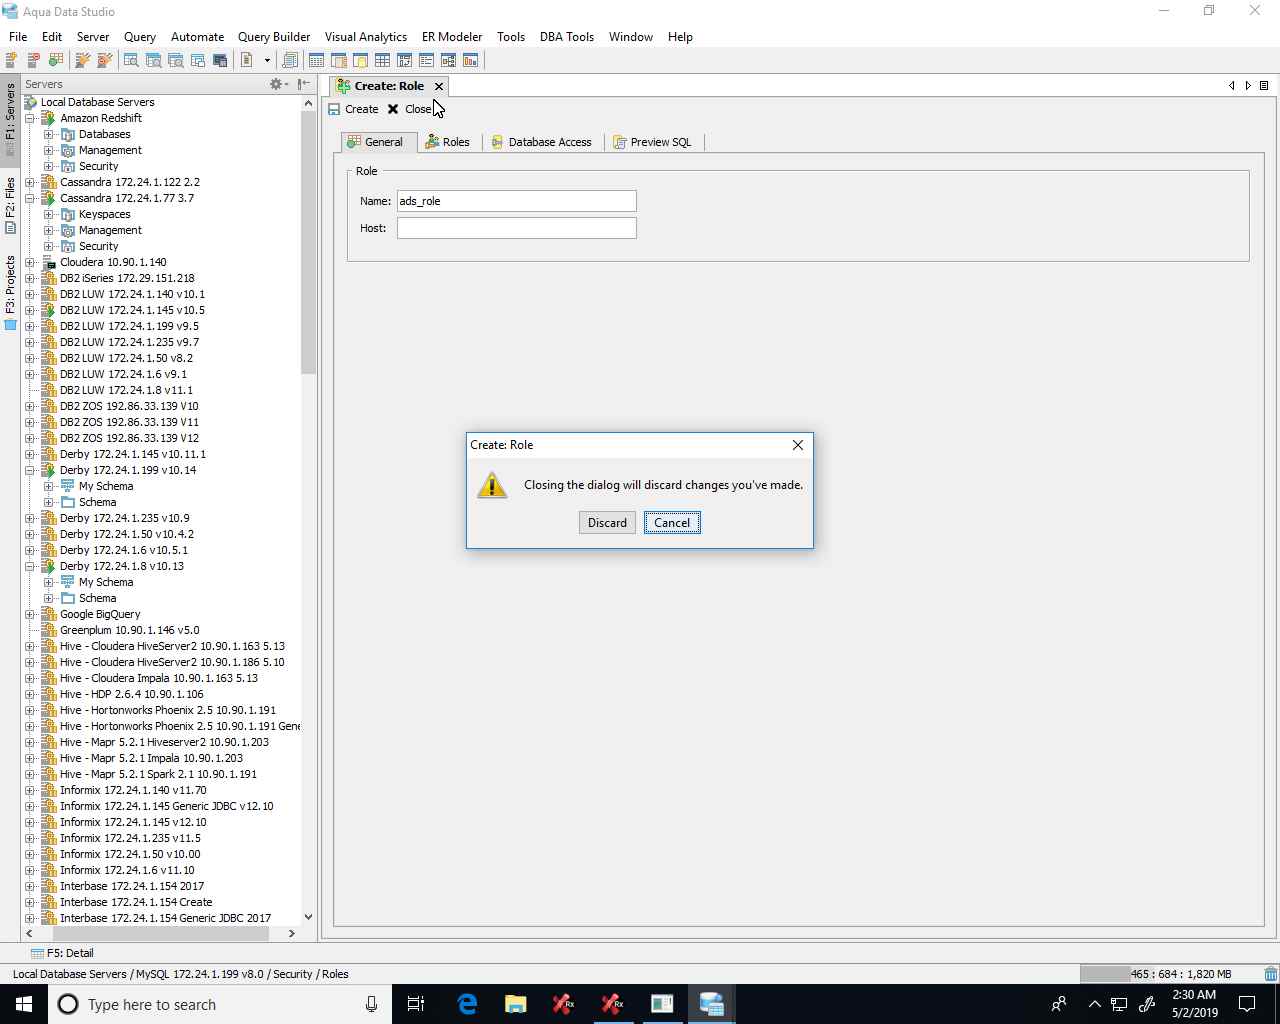 Aqua Data Studio
File Edit Server Query Automate Query Builder Visual Analytics ER Modeler Tools DBA Tools Window Help
F1: Servers
F2: Files
F3: Projects
Servers
Local Database Servers
Amazon Redshift
Databases
Management
Security
Cassandra 172.24.1.122 2.2
Cassandra 172.24.1.77 3.7
Keyspaces
Management
Security
Cloudera 10.90.1.140
DB2 iSeries 172.29.151.218
DB2 LUW 172.24.1.140 v10.1
DB2 LUW 172.24.1.145 v10.5
DB2 LUW 172.24.1.199 v9.5
DB2 LUW 172.24.1.235 v9.7
DB2 LUW 172.24.1.50 v8.2
DB2 LUW 172.24.1.6 v9.1
DB2 LUW 172.24.1.8 v11.1
DB2 ZOS 192.86.33.139 V10
DB2 ZOS 192.86.33.139 V11
DB2 ZOS 192.86.33.139 V12
Derby 172.24.1.145 v10.11.1
Derby 172.24.1.199 v10.14
My Schema
Schema
Derby 172.24.1.235 v10.9
Derby 172.24.1.50 v10.4.2
Derby 172.24.1.6 v10.5.1
Derby 172.24.1.8 v10.13
My Schema
Schema
Google BigQuery
Greenplum 10.90.1.146 v5.0
Hive - Cloudera HiveServer2 10.90.1.163 5.13
Hive - Cloudera HiveServer2 10.90.1.186 5.10
Hive - Cloudera Impala 10.90.1.163 5.13
Hive - HDP 2.6.4 10.90.1.106
Hive - Hortonworks Phoenix 2.5 10.90.1.191
Hive - Hortonworks Phoenix 2.5 10.90.1.191 Gene
Hive - Mapr 5.2.1 Hiveserver2 10.90.1.203
Hive - Mapr 5.2.1 Impala 10.90.1.203
Hive - Mapr 5.2.1 Spark 2.1 10.90.1.191
Informix 172.24.1.140 v11.70
Informix 172.24.1.145 Generic JDBC v12.10
Informix 172.24.1.145 v12.10
Informix 172.24.1.235 v11.5
Informix 172.24.1.50 v10.00
Informix 172.24.1.6 v11.10
Interbase 172.24.1.154 2017
Interbase 172.24.1.154 Create
Interbase 172.24.1.154 Generic JDBC 2017
Create: Role
Create Close
General Roles Database Access Preview SQL
Role
Name: ads_role
Host:
Create: Role
Closing the dialog will discard changes you've made.
Discard Cancel
F5: Detail
Local Database Servers / MySQL 172.24.1.199 v8.0 / Security / Roles
465 : 684 : 1,820 MB
Type here to search
Rx
Rx
2:30 AM
5/2/2019